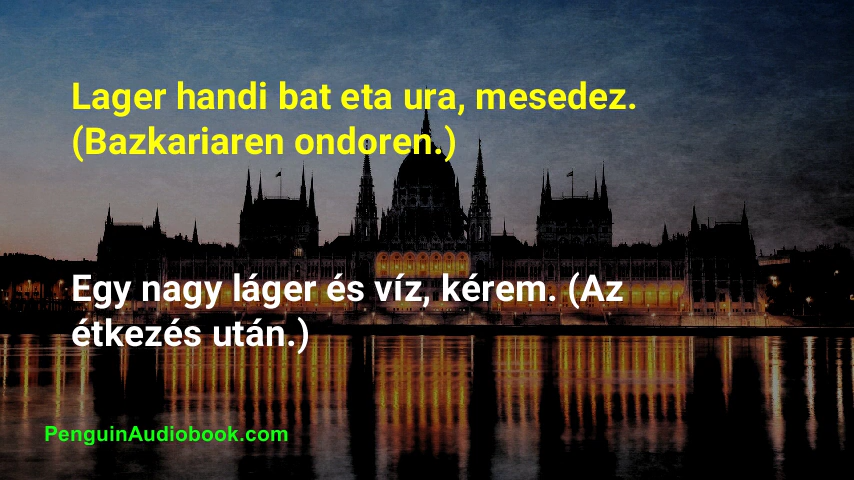 Lager handi bat eta ura, mesedez.
(Bazkariaren ondoren.)
Egy nagy láger és víz, kérem. (Az
étkezés után.)
PenguinAudiobook.com